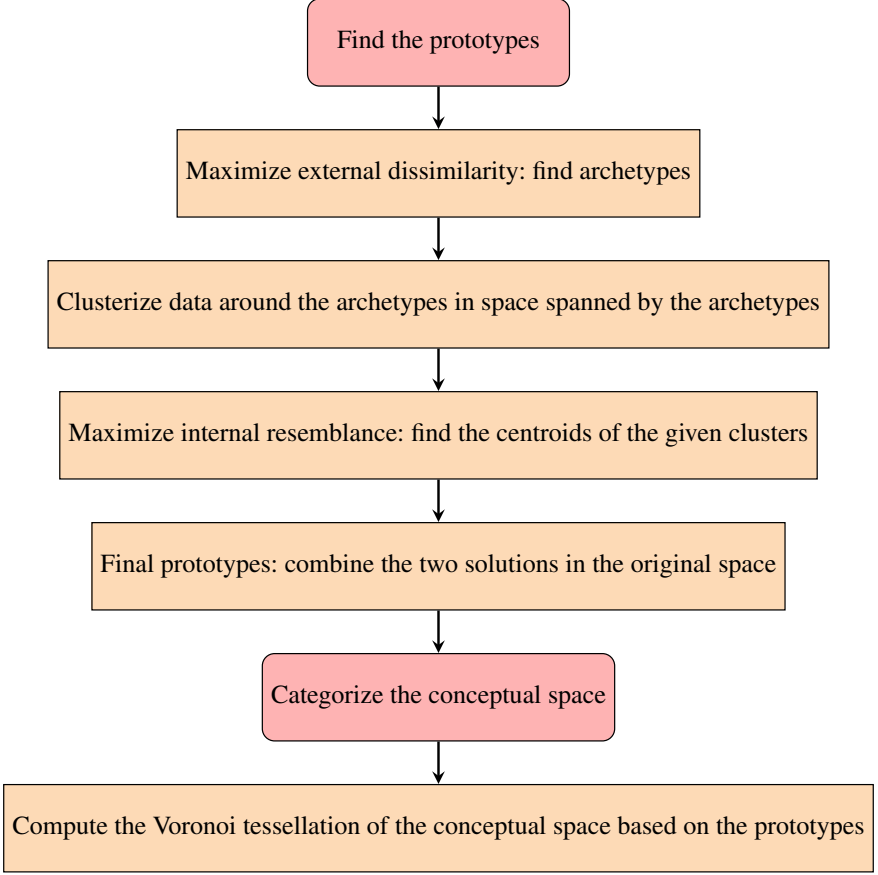 Find the prototypes
Maximize external dissimilarity: find archetypes
Clusterize data around the archetypes in space spanned by the archetypes
Maximize internal resemblance: find the centroids of the given clusters
Final prototypes: combine the two solutions in the original space
Categorize the conceptual space
Compute the Voronoi tessellation of the conceptual space based on the prototypes